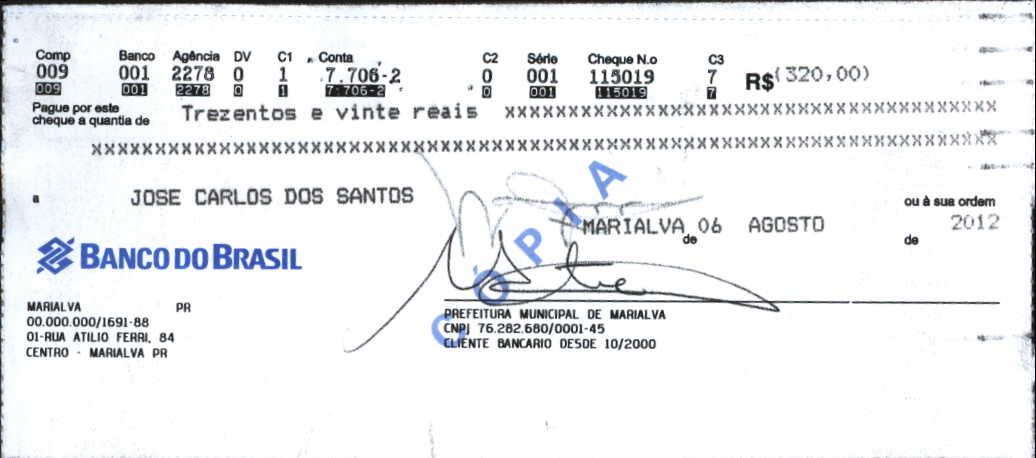 Comp Banco Agência DV C1 Conta C2 Série Cheque N.o C3
009 001 2278 0 1 7.706-2 0 001 115019 7 R$ (320,00)
009 001 2278 0 1 7.706-2 0 001 115019 7
Pague por este
cheque a quantia de Trezentos e vinte reais xxxxxxxxxxxxxxxxxxxxxxxxxxxxxxxxxxxxxxxxxxx
xxxxxxxxxxxxxxxxxxxxxxxxxxxxxxxxxxxxxxxxxxxxxxxxxxxxxxxxxxxxxxxxxxxxxxxxxxxxxxx
a JOSE CARLOS DOS SANTOS ou à sua ordem
MARIALVA 06 de AGOSTO de 2012
CÓPIA
BANCO DO BRASIL
MARIALVA PR
00.000.000/1691-88
01-RUA ATILIO FERRI, 84
CENTRO - MARIALVA PR
PREFEITURA MUNICIPAL DE MARIALVA
CNPJ 76.282.680/0001-45
CLIENTE BANCARIO DESDE 10/2000